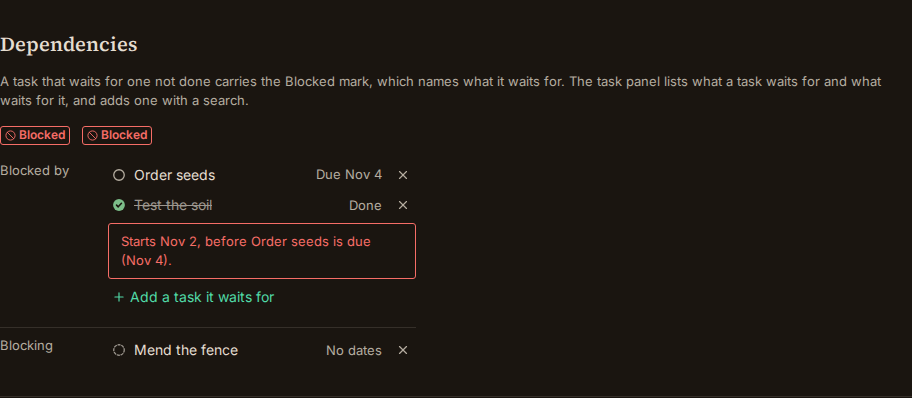 Dependencies
A task that waits for one not done carries the Blocked mark, which names what it waits for. The task panel lists what a task waits for and what
waits for it, and adds one with a search.
Blocked Blocked
Blocked by
Order seeds Due Nov 4
Test the soil Done
Starts Nov 2, before Order seeds is due
(Nov 4).
+ Add a task it waits for
Blocking
Mend the fence No dates